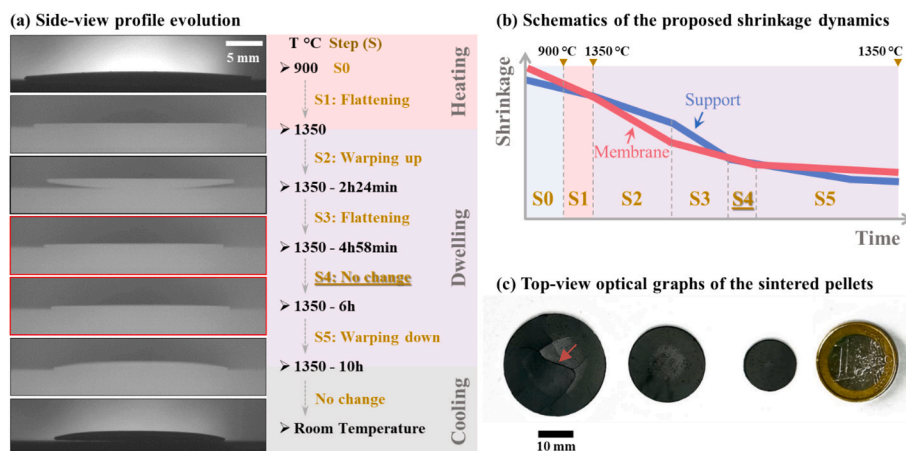 (a) Side-view profile evolution
5 mm
T °C Step (S)
➢ 900 S0
S1: Flattening
➢ 1350
S2: Warping up
➢ 1350 - 2h24min
S3: Flattening
➢ 1350 - 4h58min
S4: No change
➢ 1350 - 6h
S5: Warping down
➢ 1350 - 10h
No change
➢ Room Temperature
Heating
Dwelling
Cooling
(b) Schematics of the proposed shrinkage dynamics
900 °C 1350 °C 1350 °C
Shrinkage
Support
Membrane
S0 S1 S2 S3 S4 S5
Time
(c) Top-view optical graphs of the sintered pellets
1
10 mm